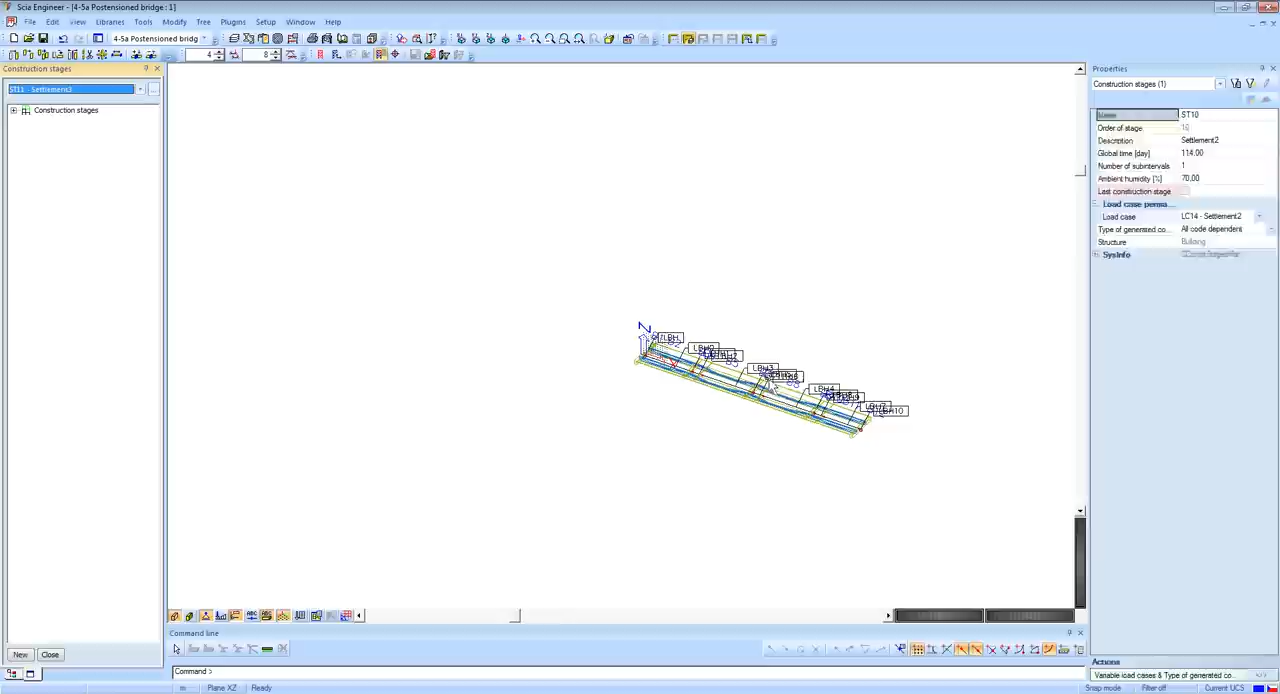 Scia Engineer - [4-5a Postensioned bridge : 1]
File Edit View Libraries Tools Modify Tree Plugins Setup Window Help
4-5a Postensioned bridg
4 8
Construction stages
ST11 - Settlement3
Construction stages
New Close
Z
LBH3
LBH4
LBH10
Command line
Command >
m Plane XZ Ready
Properties
Construction stages (1)
Name ST10
Order of stage
Description Settlement2
Global time [day] 114.00
Number of subintervals 1
Ambient humidity [%] 70,00
Last construction stage
Load case perma...
Load case LC14 - Settlement2
Type of generated co... All code dependent
Structure Building
SysInfo
Actions
Variable load cases & Type of generated co... >>>
Snap mode Filter off Current UCS